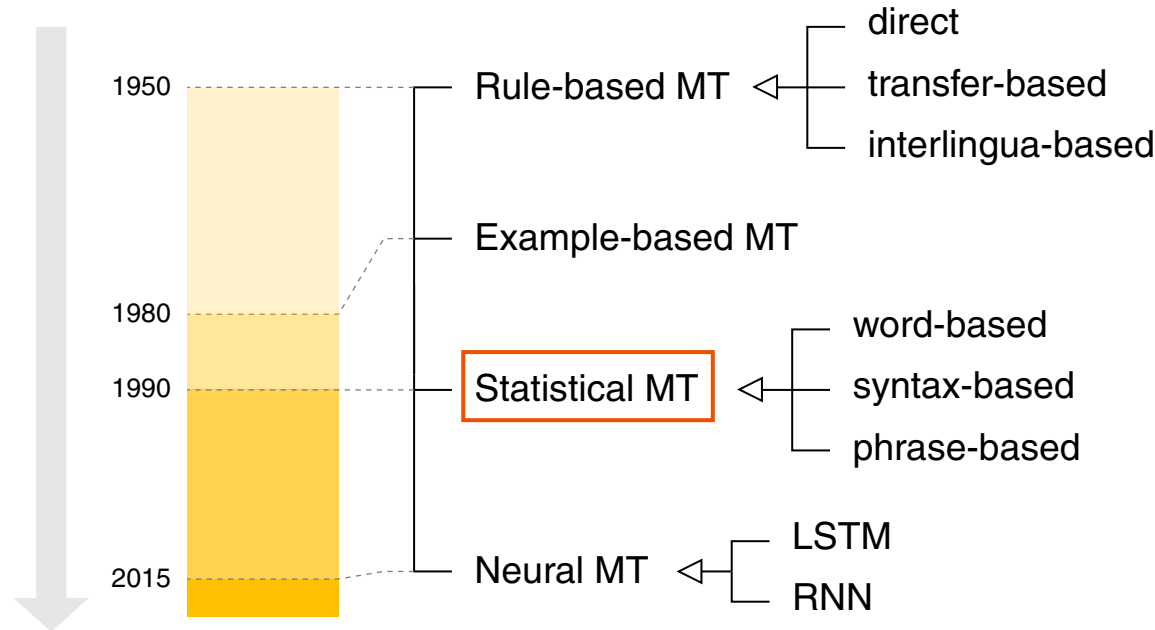 direct
1950
Rule-based MT
transfer-based
interlingua-based
Example-based MT
1980
word-based
1990
Statistical MT
syntax-based
phrase-based
LSTM
2015
Neural MT
RNN